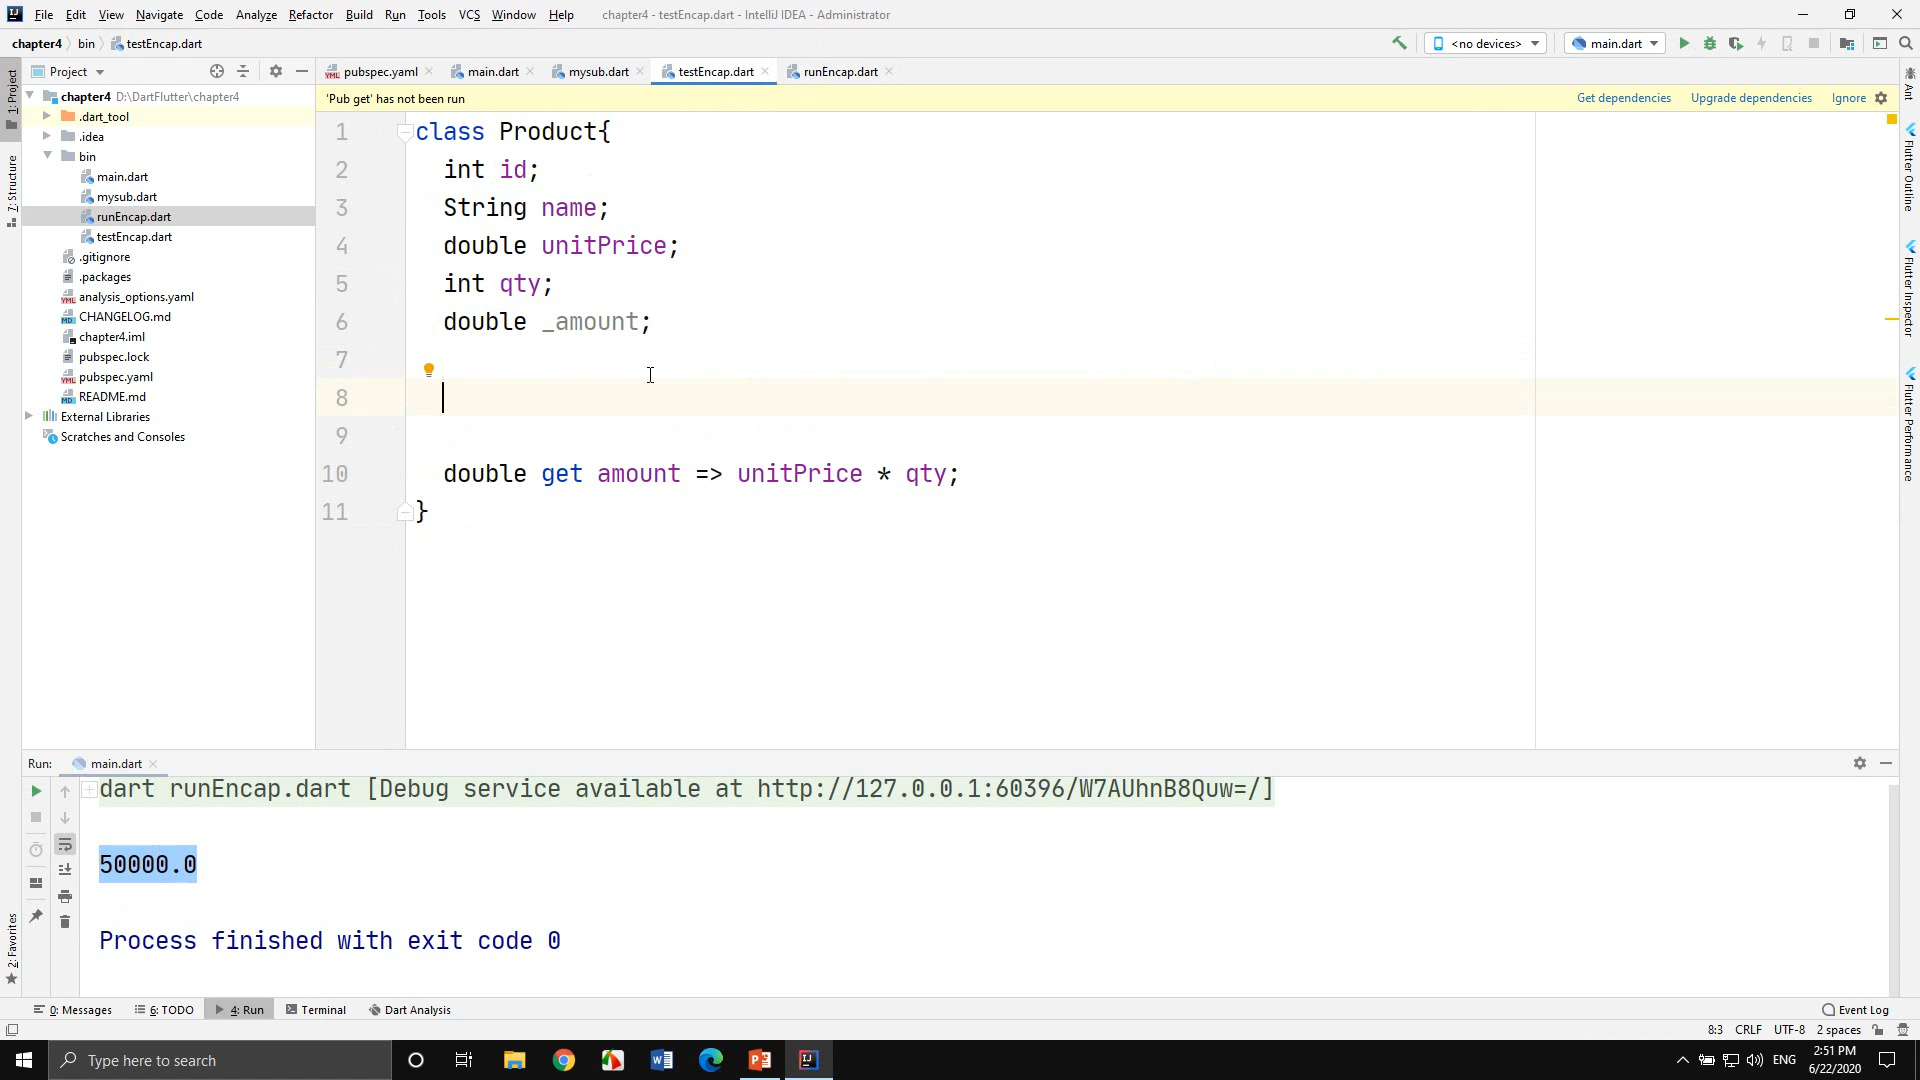 File Edit View Navigate Code Analyze Refactor Build Run Tools VCS Window Help chapter4 - testEncap.dart - IntelliJ IDEA - Administrator
chapter4 bin testEncap.dart <no devices> main.dart
1: Project
7: Structure
2: Favorites
Project
pubspec.yaml main.dart mysub.dart testEncap.dart runEncap.dart
'Pub get' has not been run Get dependencies Upgrade dependencies Ignore
chapter4 D:\DartFlutter\chapter4
.dart_tool
.idea
bin
main.dart
mysub.dart
runEncap.dart
testEncap.dart
.gitignore
.packages
analysis_options.yaml
CHANGELOG.md
chapter4.iml
pubspec.lock
pubspec.yaml
README.md
External Libraries
Scratches and Consoles
1 class Product{
2 int id;
3 String name;
4 double unitPrice;
5 int qty;
6 double _amount;
7
8
9
10 double get amount => unitPrice * qty;
11 }
Ant
Flutter Outline
Flutter Inspector
Flutter Performance
Run: main.dart
dart runEncap.dart [Debug service available at http://127.0.0.1:60396/W7AUhnB8Quw=/]
50000.0
Process finished with exit code 0
0: Messages 6: TODO 4: Run Terminal Dart Analysis Event Log
8:3 CRLF UTF-8 2 spaces
Type here to search ENG 2:51 PM
6/22/2020